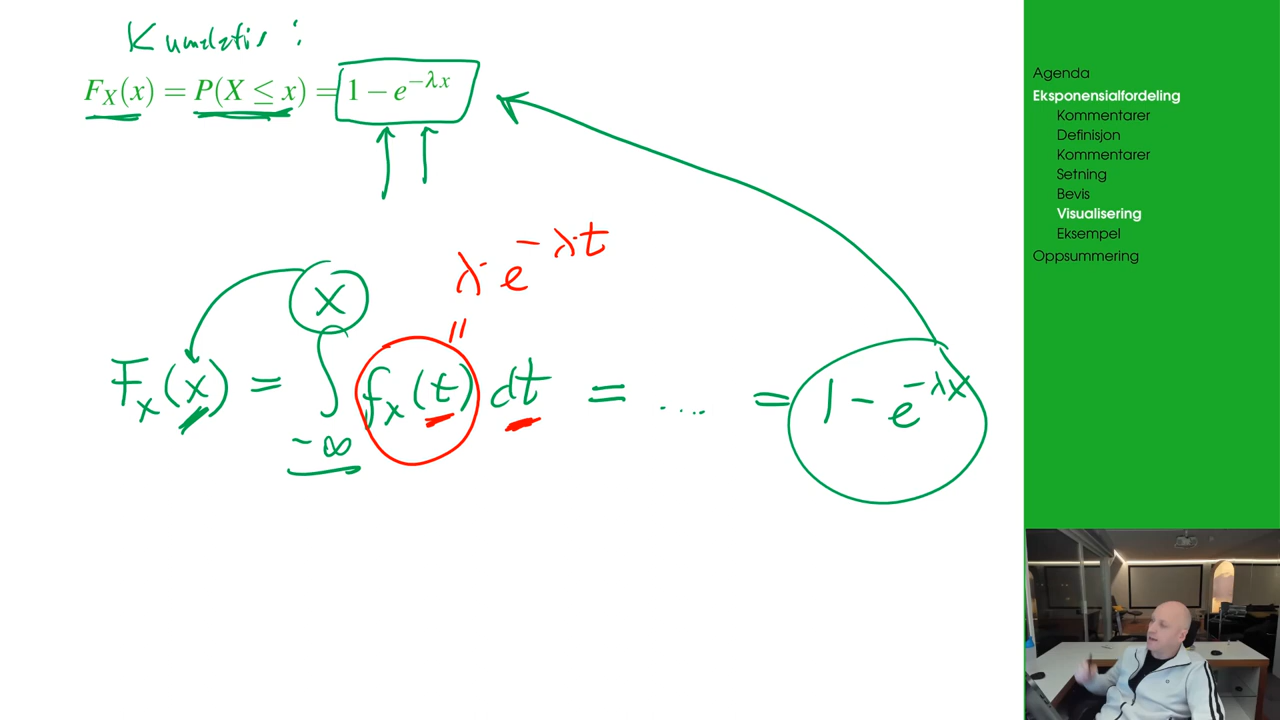 Kumulativ :
F_X(x) = P(X ≤ x) = 1 − e^{−λx}
λ · e^{−λt}
||
F_X(x) = ∫_{−∞}^{x} f_X(t) dt = .... = 1 − e^{−λx}
Agenda
Eksponensialfordeling
Kommentarer
Definisjon
Kommentarer
Setning
Bevis
Visualisering
Eksempel
Oppsummering